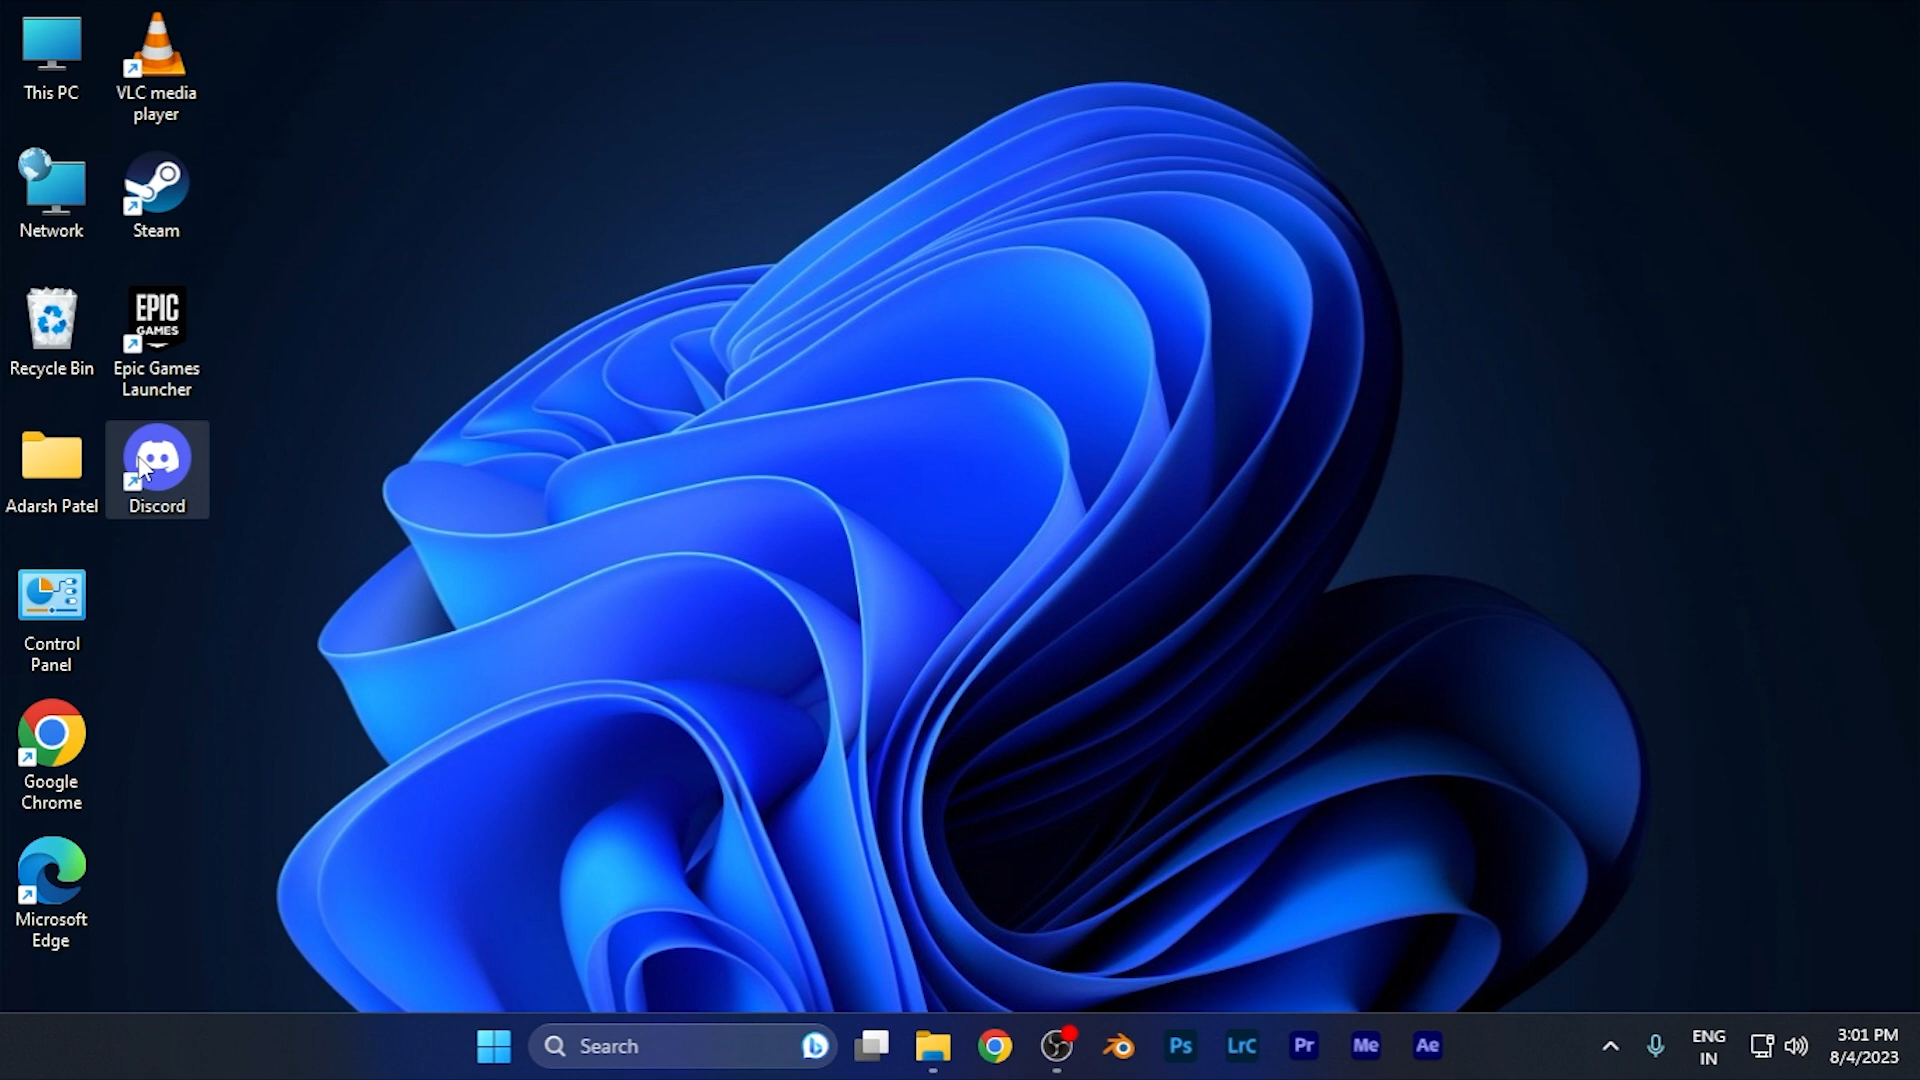 This PC
VLC media
player
Network
Steam
Recycle Bin
EPIC
GAMES
Epic Games
Launcher
Adarsh Patel
Discord
Control
Panel
Google
Chrome
Microsoft
Edge
Search
Ps
LrC
Pr
Me
Ae
ENG
IN
3:01 PM
8/4/2023